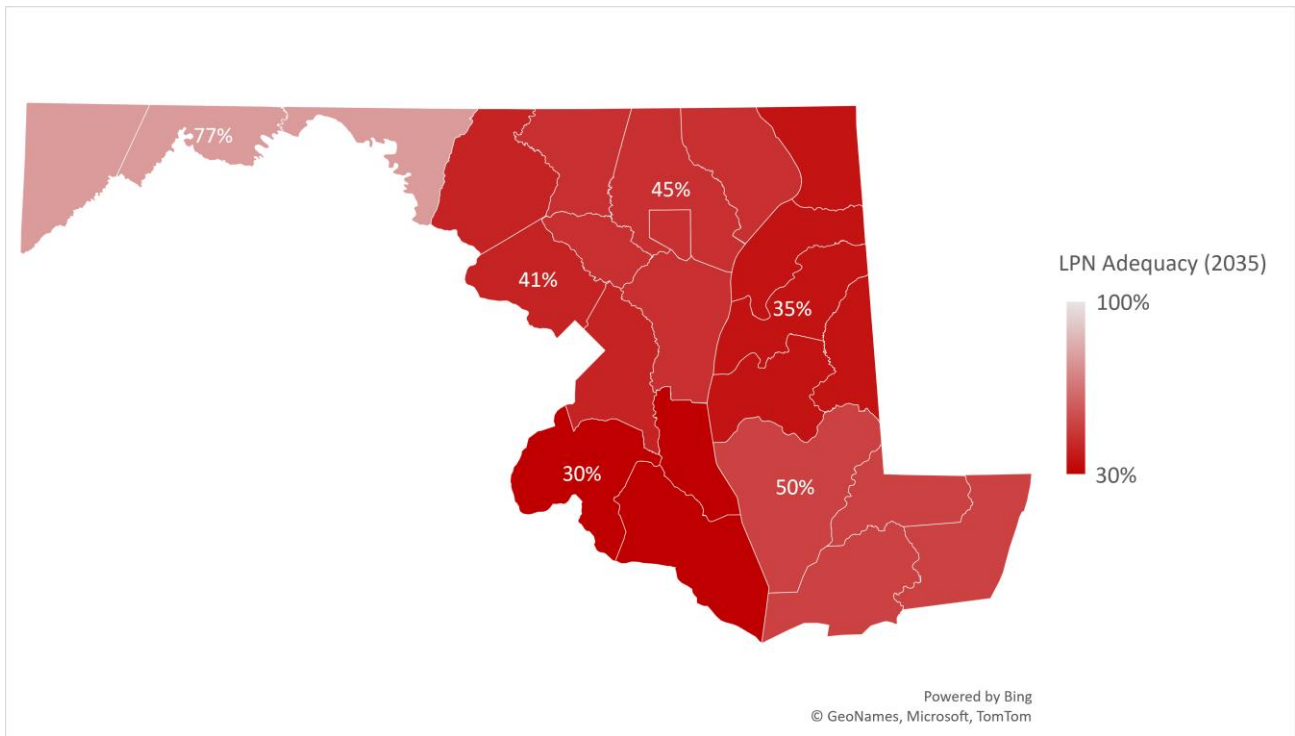 77%
45%
41%
35%
30%
50%
LPN Adequacy (2035)
100%
30%
Powered by Bing
© GeoNames, Microsoft, TomTom